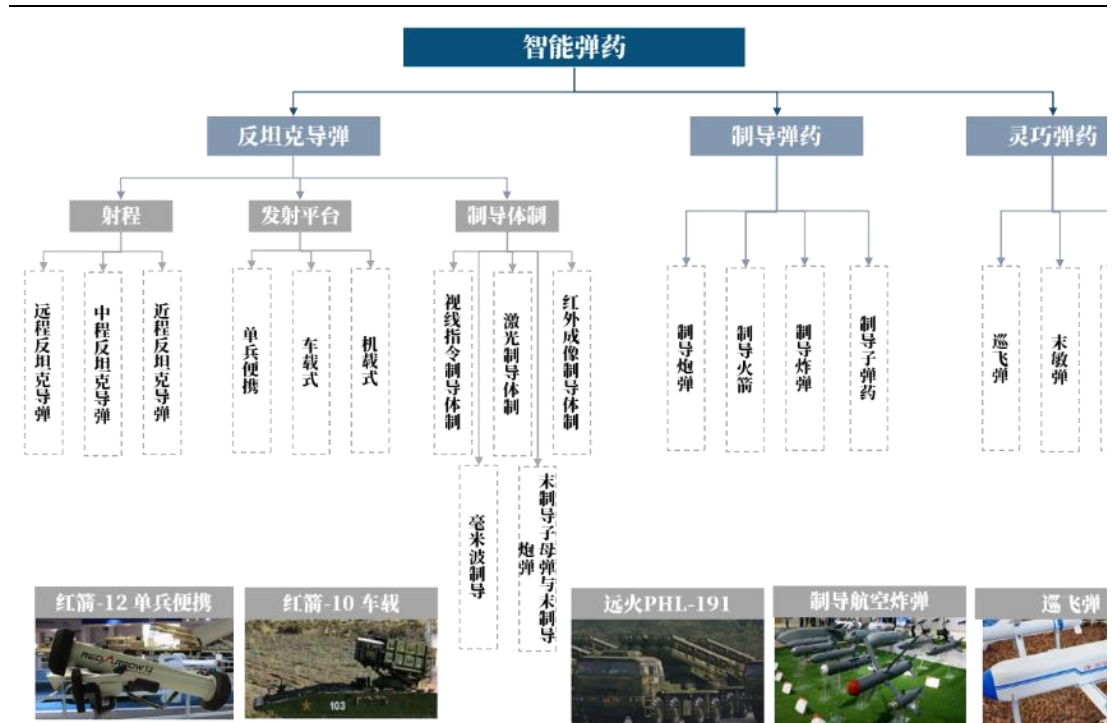 智能弹药
反坦克导弹
制导弹药
灵巧弹药
射程
发射平台
制导体制
远程反坦克导弹
中程反坦克导弹
近程反坦克导弹
单兵便携
车载式
机载式
视线指令制导体制
激光制导体制
红外成像制导体制
制导炮弹
制导火箭
制导炸弹
制导子弹药
巡飞弹
末敏弹
毫米波制导
末制导子母弹与末制导
炮弹
红箭-12 单兵便携
红箭-10 车载
远火PHL-191
制导航空炸弹
巡飞弹
RED ARROW12
103